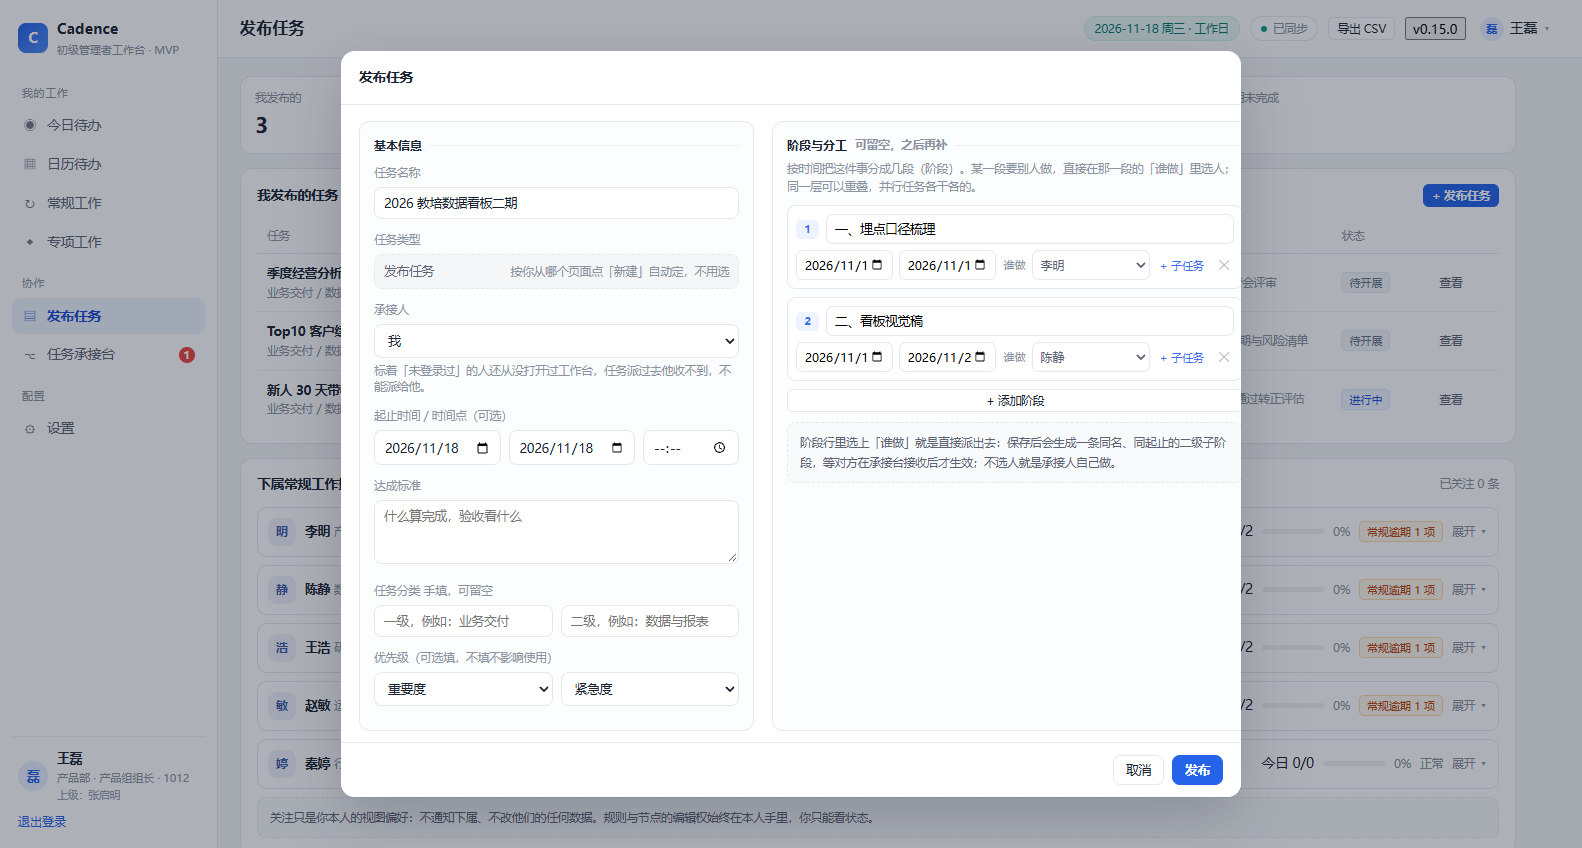 C
Cadence
初级管理者工作台 · MVP
我的工作
今日待办
日历待办
常规工作
专项工作
协作
发布任务
任务承接台
1
配置
设置
磊
王磊
产品部 · 产品组组长 · 1012
上级：张启明
退出登录
发布任务
2026-11-18 周三 · 工作日
已同步
导出 CSV
v0.15.0
磊
王磊
我发布的
3
未完成
我发布的任务
+ 发布任务
任务
状态
季度经营分析
业务交付 / 数
会评审
待开展
查看
Top10 客户
业务交付 /
期与风险清单
待开展
查看
新人 30 天带
业务交付 / 数
通过转正评估
进行中
查看
下属常规工作
已关注 0 条
明
李明
/2
0%
常规逾期 1 项
展开
静
陈静
/2
0%
常规逾期 1 项
展开
浩
王浩
/2
0%
常规逾期 1 项
展开
敏
赵敏
/2
0%
常规逾期 1 项
展开
婷
秦婷
今日 0/0
0%
正常
展开
关注只是你本人的视图偏好：不通知下属、不改他们的任何数据。规则与节点的编辑权始终在本人手里，你只能看状态。
发布任务
基本信息
任务名称
2026 教培数据看板二期
任务类型
发布任务
按你从哪个页面点「新建」自动定，不用选
承接人
我
标着「未登录过」的人还从没打开过工作台，任务派过去他收不到，不
能派给他。
起止时间 / 时间点（可选）
2026/11/18
2026/11/18
--:--
达成标准
什么算完成，验收看什么
任务分类 手填，可留空
一级，例如：业务交付
二级，例如：数据与报表
优先级（可选填，不填不影响使用）
重要度
紧急度
阶段与分工 可留空，之后再补
按时间把这件事分成几段（阶段）。某一段要别人做，直接在那一段的「谁做」里选人；
同一层可以重叠，并行任务各干各的。
1
一、埋点口径梳理
2026/11/1
2026/11/1
谁做
李明
+ 子任务
2
二、看板视觉稿
2026/11/1
2026/11/2
谁做
陈静
+ 子任务
+ 添加阶段
阶段行里选上「谁做」就是直接派出去：保存后会生成一条同名、同起止的二级子阶
段，等对方在承接台接收后才生效；不选人就是承接人自己做。
取消
发布